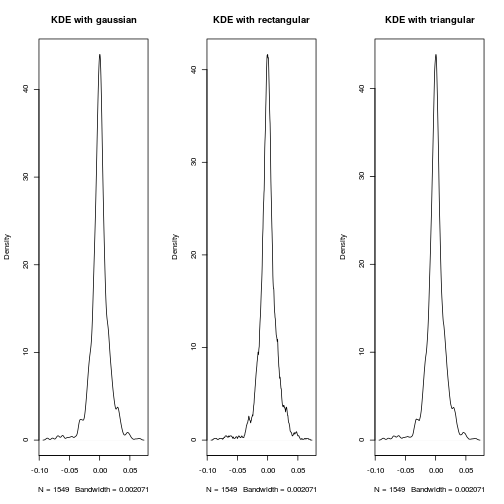 KDE with gaussian
Density
40
30
20
10
0
-0.10 -0.05 0.00 0.05
N = 1549 Bandwidth = 0.002071
KDE with rectangular
Density
40
30
20
10
0
-0.10 -0.05 0.00 0.05
N = 1549 Bandwidth = 0.002071
KDE with triangular
Density
40
30
20
10
0
-0.10 -0.05 0.00 0.05
N = 1549 Bandwidth = 0.002071